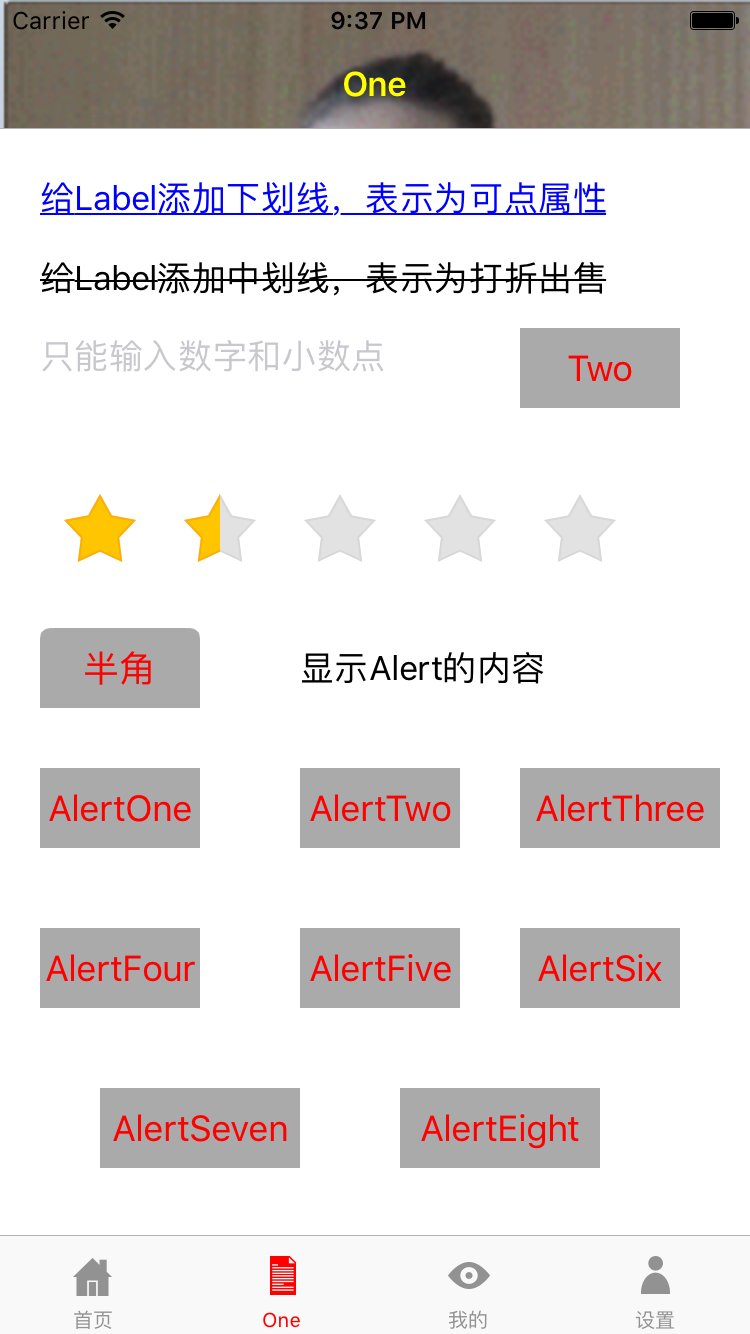 Carrier 9:37 PM
One
给Label添加下划线，表示为可点属性
给Label添加中划线，表示为打折出售
只能输入数字和小数点
Two
半角
显示Alert的内容
AlertOne AlertTwo AlertThree
AlertFour AlertFive AlertSix
AlertSeven AlertEight
首页 One 我的 设置